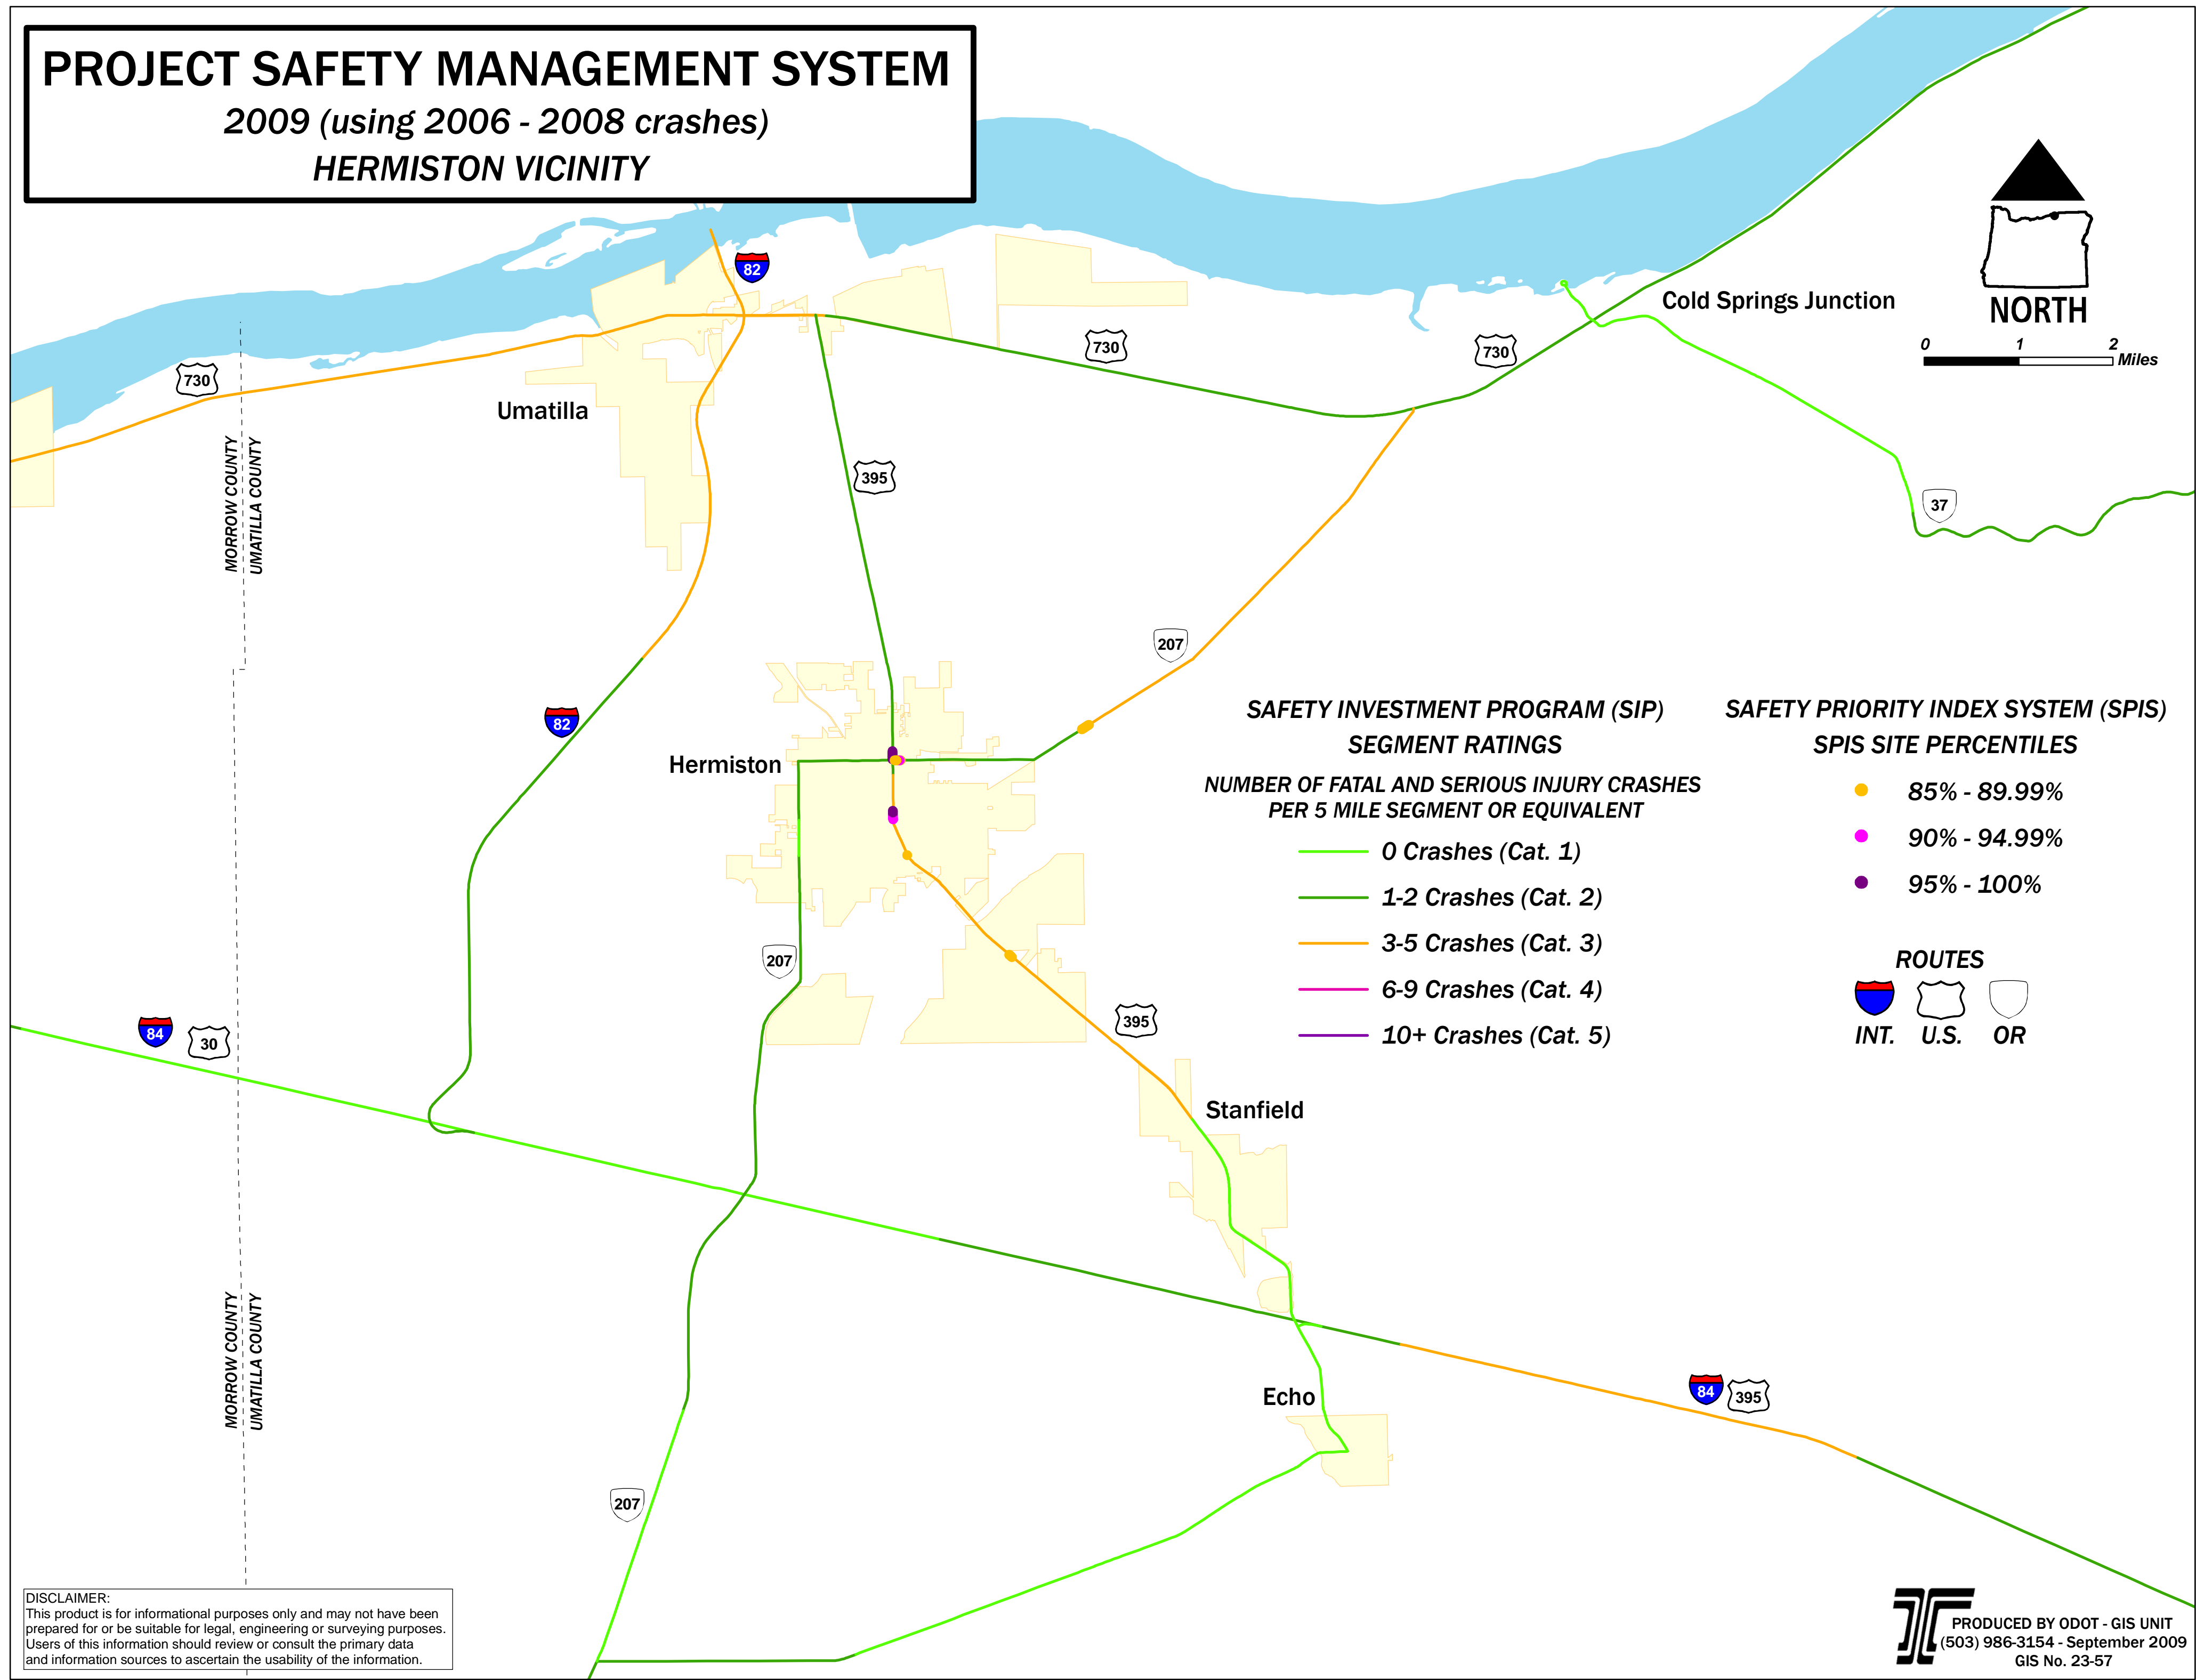 PROJECT SAFETY MANAGEMENT SYSTEM
2009 (using 2006 - 2008 crashes)
HERMISTON VICINITY
NORTH
0 1 2
Miles
82
Cold Springs Junction
730
730
730
Umatilla
MORROW COUNTY
UMATILLA COUNTY
395
37
207
82
Hermiston
SAFETY INVESTMENT PROGRAM (SIP)
SEGMENT RATINGS
NUMBER OF FATAL AND SERIOUS INJURY CRASHES
PER 5 MILE SEGMENT OR EQUIVALENT
0 Crashes (Cat. 1)
1-2 Crashes (Cat. 2)
3-5 Crashes (Cat. 3)
6-9 Crashes (Cat. 4)
10+ Crashes (Cat. 5)
SAFETY PRIORITY INDEX SYSTEM (SPIS)
SPIS SITE PERCENTILES
85% - 89.99%
90% - 94.99%
95% - 100%
ROUTES
INT. U.S. OR
207
84
30
395
Stanfield
MORROW COUNTY
UMATILLA COUNTY
Echo
84
395
207
DISCLAIMER:
This product is for informational purposes only and may not have been
prepared for or be suitable for legal, engineering or surveying purposes.
Users of this information should review or consult the primary data
and information sources to ascertain the usability of the information.
PRODUCED BY ODOT - GIS UNIT
(503) 986-3154 - September 2009
GIS No. 23-57